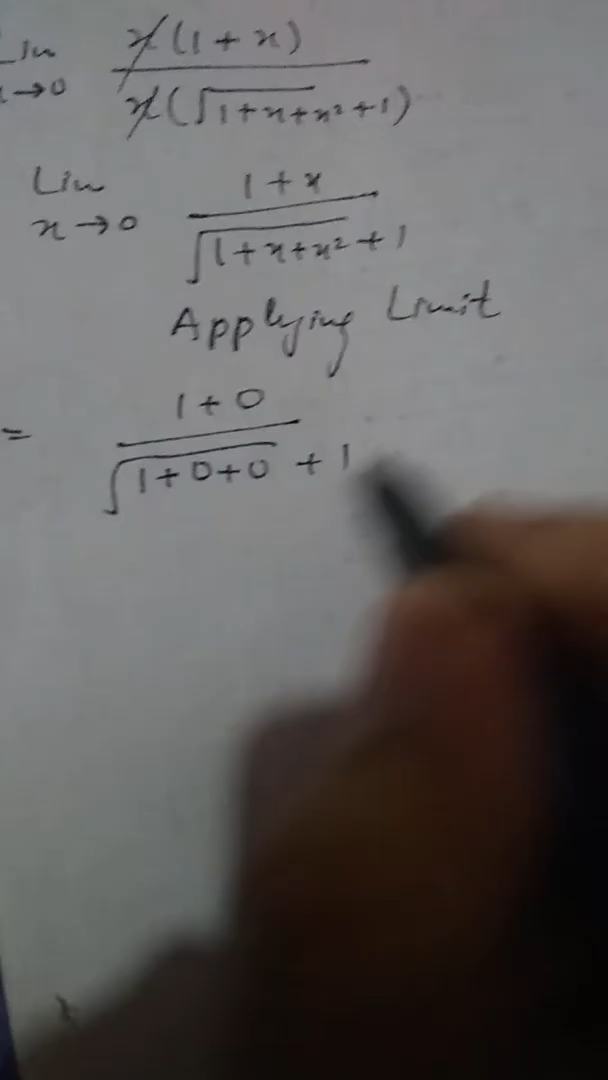 Lim x→0 x(1+x) / x(√1+x+x²+1)
Lim x→0 1+x / √1+x+x² + 1
Applying Limit
= 1+0 / √1+0+0 + 1